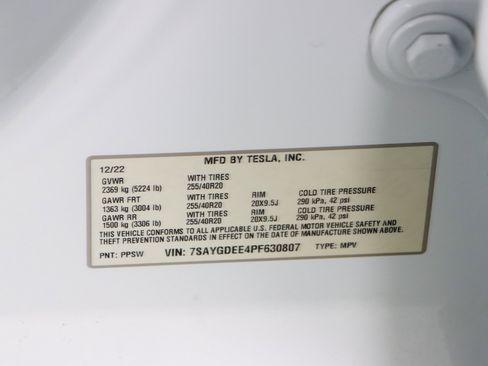 MFD BY TESLA, INC.
12/22
GVWR WITH TIRES
2369 kg (5224 lb) 255/40R20
GAWR FRT WITH TIRES RIM COLD TIRE PRESSURE
1363 kg (3004 lb) 255/40R20 20X9.5J 290 kPa, 42 psi
GAWR RR WITH TIRES RIM COLD TIRE PRESSURE
1500 kg (3306 lb) 255/40R20 20X9.5J 290 kPa, 42 psi
THIS VEHICLE CONFORMS TO ALL APPLICABLE U.S. FEDERAL MOTOR VEHICLE SAFETY AND
THEFT PREVENTION STANDARDS IN EFFECT ON THE DATE OF MANUFACTURE SHOWN ABOVE.
PNT: PPSW VIN: 7SAYGDEE4PF630807 TYPE: MPV